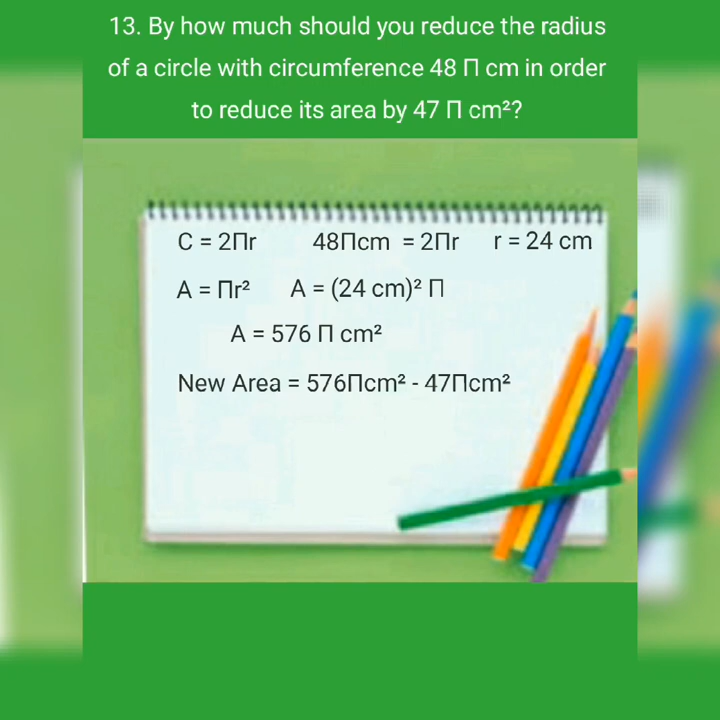 13. By how much should you reduce the radius
of a circle with circumference 48 Π cm in order
to reduce its area by 47 Π cm²?
C = 2Πr 48Πcm = 2Πr r = 24 cm
A = Πr² A = (24 cm)² Π
A = 576 Π cm²
New Area = 576Πcm² - 47Πcm²